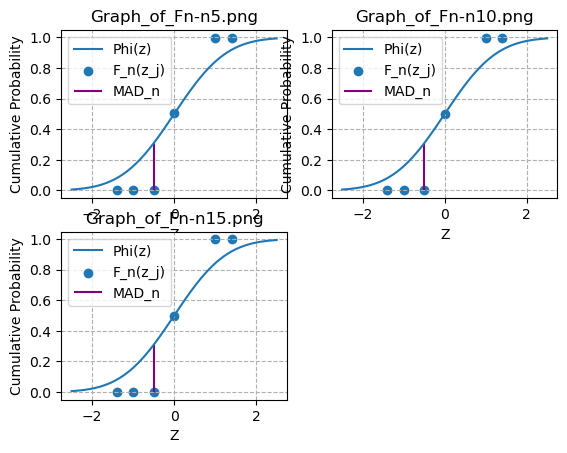 Graph_of_Fn-n5.png
Cumulative Probability
1.0
0.8
0.6
0.4
0.2
0.0
Phi(z)
F_n(z_j)
MAD_n
−2
0
2
Z
Graph_of_Fn-n10.png
Cumulative Probability
1.0
0.8
0.6
0.4
0.2
0.0
Phi(z)
F_n(z_j)
MAD_n
−2
0
2
Z
Graph_of_Fn-n15.png
Cumulative Probability
1.0
0.8
0.6
0.4
0.2
0.0
Phi(z)
F_n(z_j)
MAD_n
−2
0
2
Z